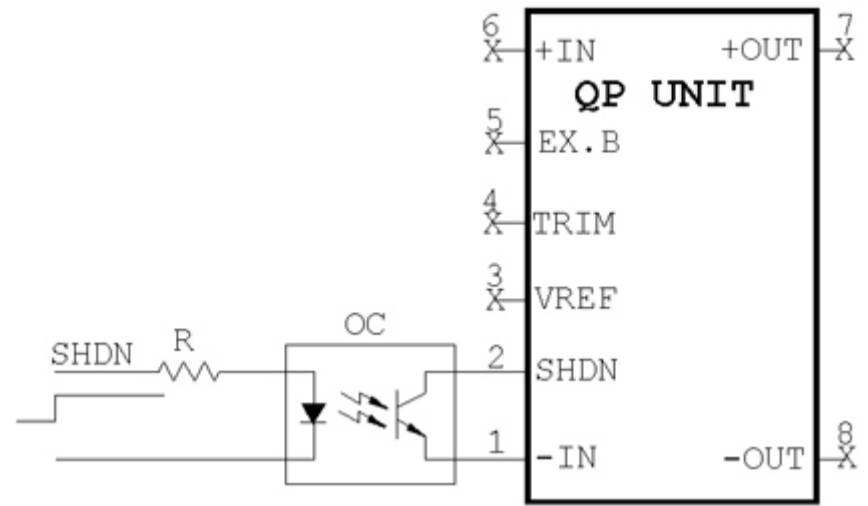 6 7
X +IN +OUT X
QP UNIT
5
X EX.B
4
X TRIM
3
X VREF
OC
SHDN R
2 SHDN
1 -IN
8
-OUT X